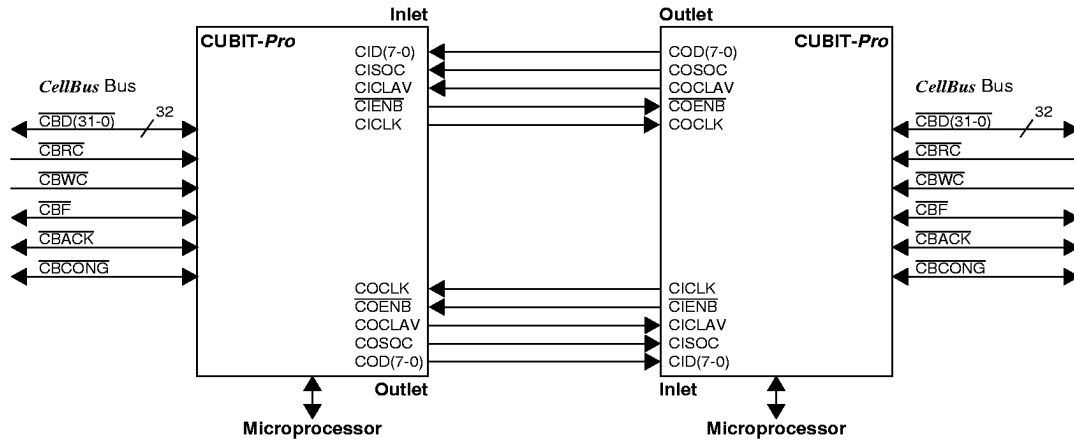 Inlet
Outlet
CUBIT-Pro
CUBIT-Pro
CID(7-0)
COD(7-0)
CISOC
COSOC
CICLAV
COCLAV
CIENB
COENB
CICLK
COCLK
CellBus Bus
CellBus Bus
CBD(31-0)
32
CBRC
CBWC
CBF
CBACK
CBCONG
CBD(31-0)
32
CBRC
CBWC
CBF
CBACK
CBCONG
COCLK
CICLK
COENB
CIENB
COCLAV
CICLAV
COSOC
CISOC
COD(7-0)
CID(7-0)
Outlet
Inlet
Microprocessor
Microprocessor